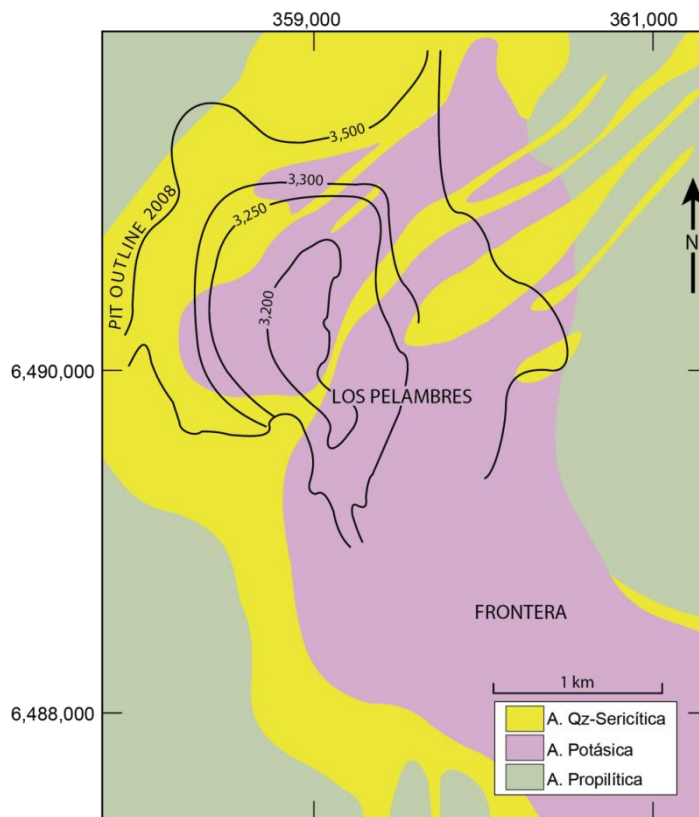 359,000
361,000
3,500
3,300
3,250
PIT OUTLINE 2008
N
3,200
6,490,000
LOS PELAMBRES
FRONTERA
1 km
6,488,000
A. Qz-Sericítica
A. Potásica
A. Propilítica